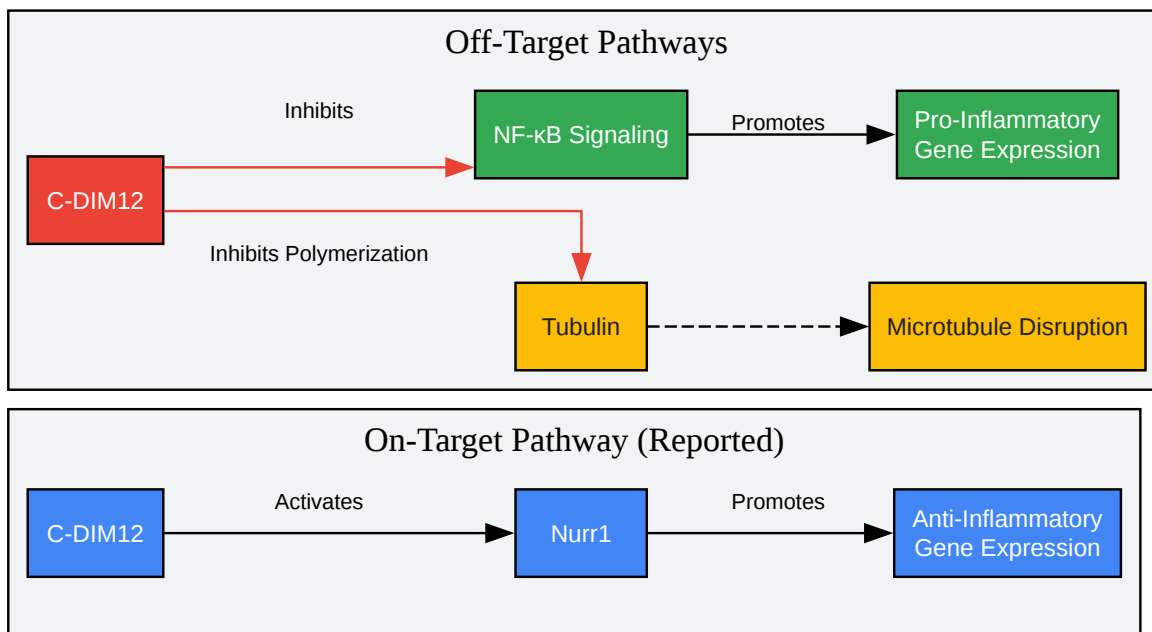 Off-Target Pathways
Inhibits
NF-κB Signaling
Promotes
Pro-Inflammatory
Gene Expression
C-DIM12
Inhibits Polymerization
Tubulin
Microtubule Disruption
On-Target Pathway (Reported)
C-DIM12
Activates
Nurr1
Promotes
Anti-Inflammatory
Gene Expression